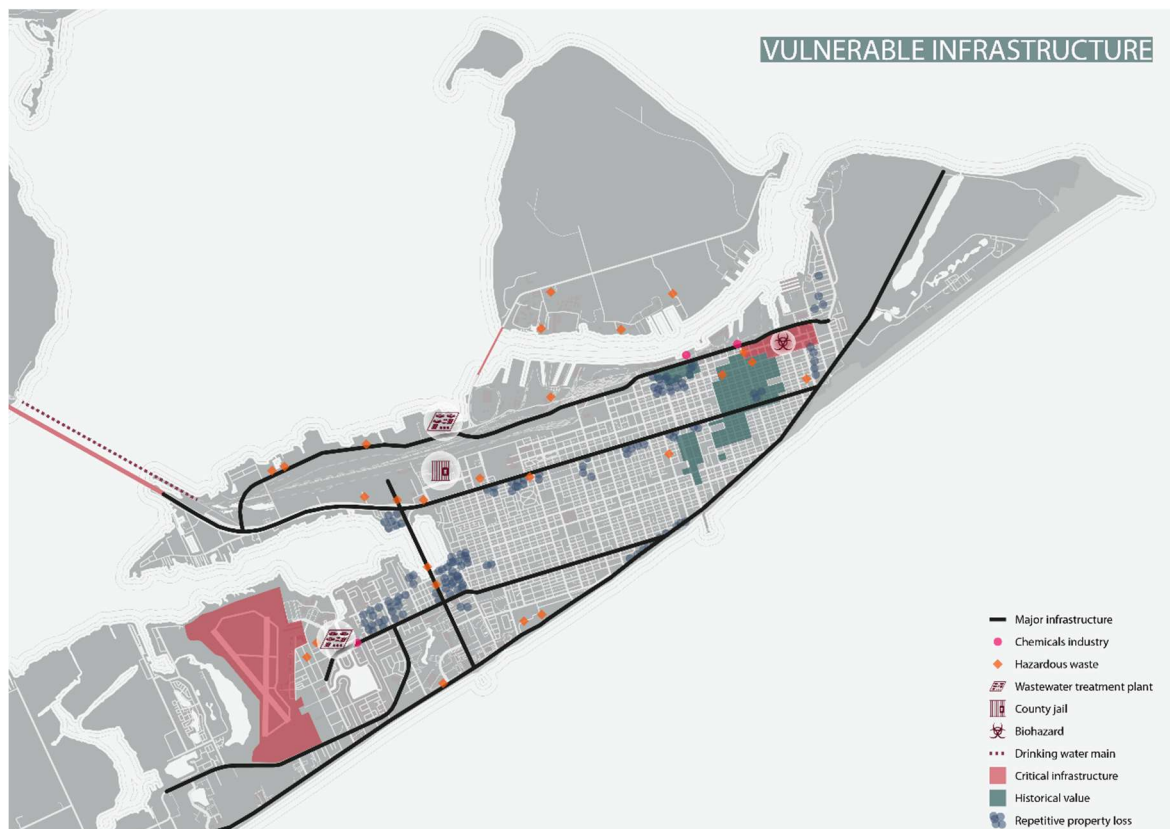 VULNERABLE INFRASTRUCTURE
Major infrastructure
Chemicals industry
Hazardous waste
Wastewater treatment plant
County jail
Biohazard
Drinking water main
Critical infrastructure
Historical value
Repetitive property loss